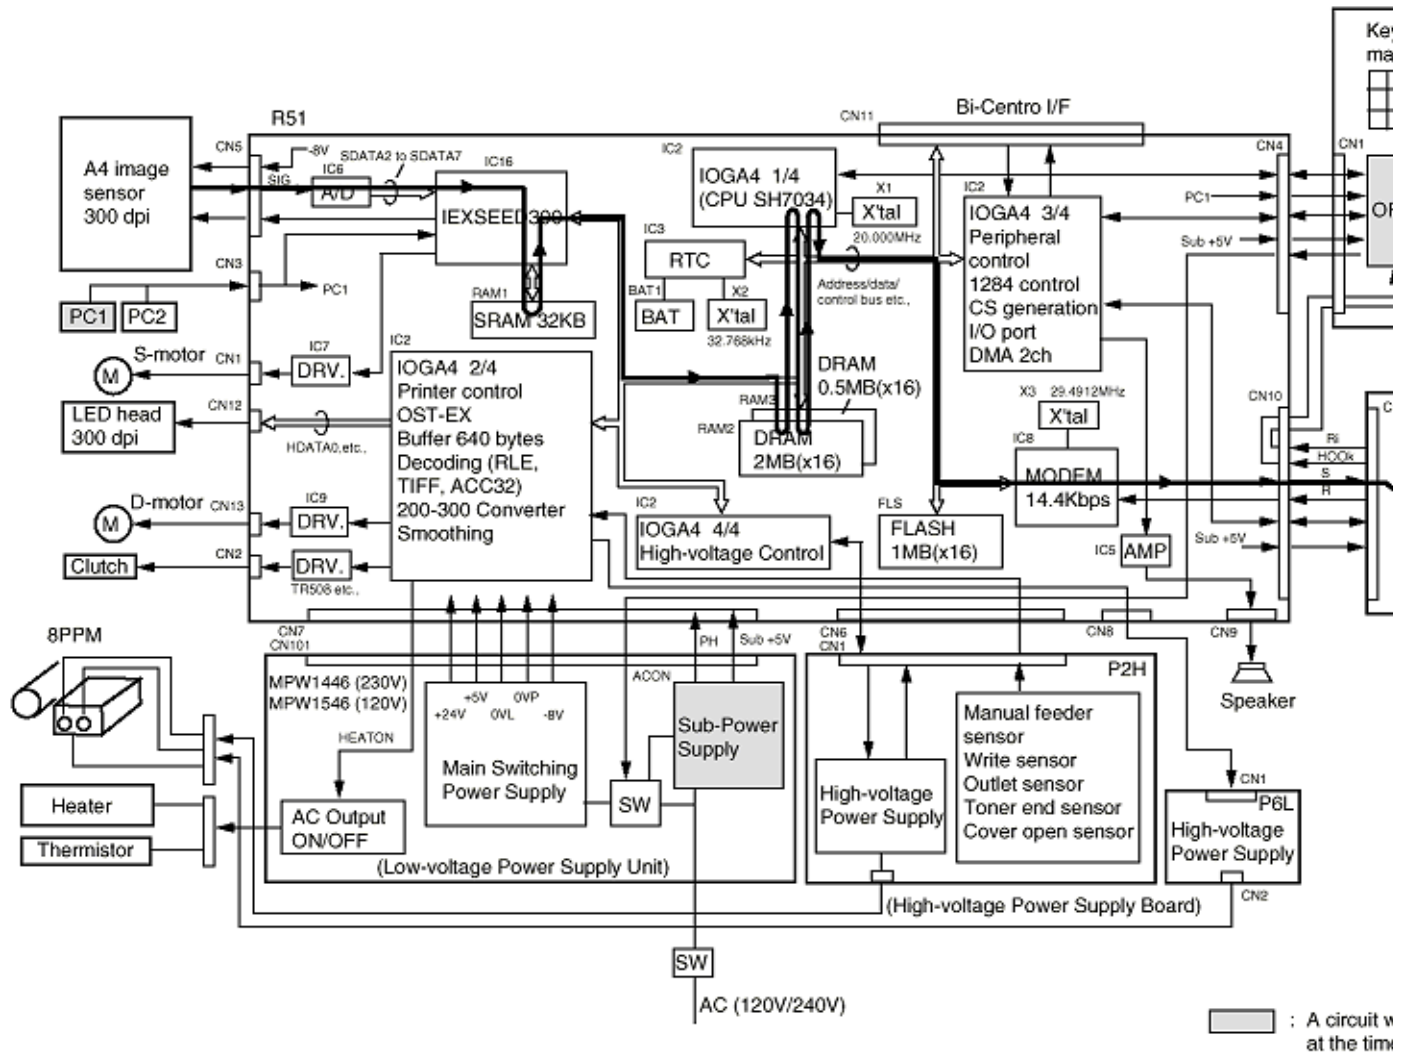 Key
ma
Bi-Centro I/F
R51
CN11
A4 image
sensor
300 dpi
CN5
-8V
SDATA2 to SDATA7
SIG
IC6
A/D
IC16
IEXSEED300
IC2
IOGA4 1/4
(CPU SH7034)
X1
X'tal
20.000MHz
IC2
IOGA4 3/4
Peripheral
control
1284 control
CS generation
I/O port
DMA 2ch
CN4
CN1
PC1
Sub +5V
CN3
PC1
PC1
PC2
IC3
RTC
BAT1
BAT
X2
X'tal
32.768kHz
Address/data/
control bus etc.,
RAM1
SRAM 32KB
S-motor
M
CN1
IC7
DRV.
LED head
300 dpi
CN12
HDATA0,etc.,
IC2
IOGA4 2/4
Printer control
OST-EX
Buffer 640 bytes
Decoding (RLE,
TIFF, ACC32)
200-300 Converter
Smoothing
DRAM
0.5MB(x16)
RAM3
RAM2
DRAM
2MB(x16)
X3 29.4912MHz
X'tal
IC8
MODEM
14.4Kbps
CN10
Ri
HOOk
S
R
Sub +5V
D-motor
M
CN13
IC9
DRV.
Clutch
CN2
DRV.
TR508 etc.,
IC2
IOGA4 4/4
High-voltage Control
FLS
FLASH
1MB(x16)
IC5
AMP
8PPM
CN7
CN101
PH
Sub +5V
CN6
CN1
CN8
CN9
Speaker
MPW1446 (230V)
MPW1546 (120V)
HEATON
+24V
+5V
0VL
0VP
-8V
Main Switching
Power Supply
ACON
Sub-Power
Supply
SW
AC Output
ON/OFF
(Low-voltage Power Supply Unit)
Heater
Thermistor
P2H
High-voltage
Power Supply
Manual feeder
sensor
Write sensor
Outlet sensor
Toner end sensor
Cover open sensor
(High-voltage Power Supply Board)
CN1
P6L
High-voltage
Power Supply
CN2
SW
AC (120V/240V)
: A circuit w
at the time